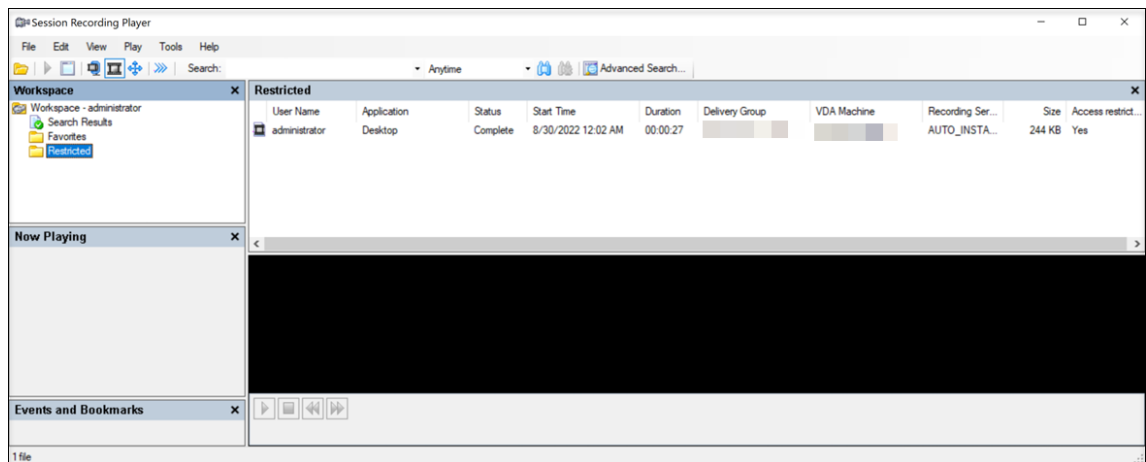 Session Recording Player
File Edit View Play Tools Help
Search: Anytime Advanced Search...
Workspace
Workspace - administrator
Search Results
Favorites
Restricted
Restricted
User Name Application Status Start Time Duration Delivery Group VDA Machine Recording Ser... Size Access restrict...
administrator Desktop Complete 8/30/2022 12:02 AM 00:00:27 AUTO_INSTA... 244 KB Yes
Now Playing
Events and Bookmarks
1 file